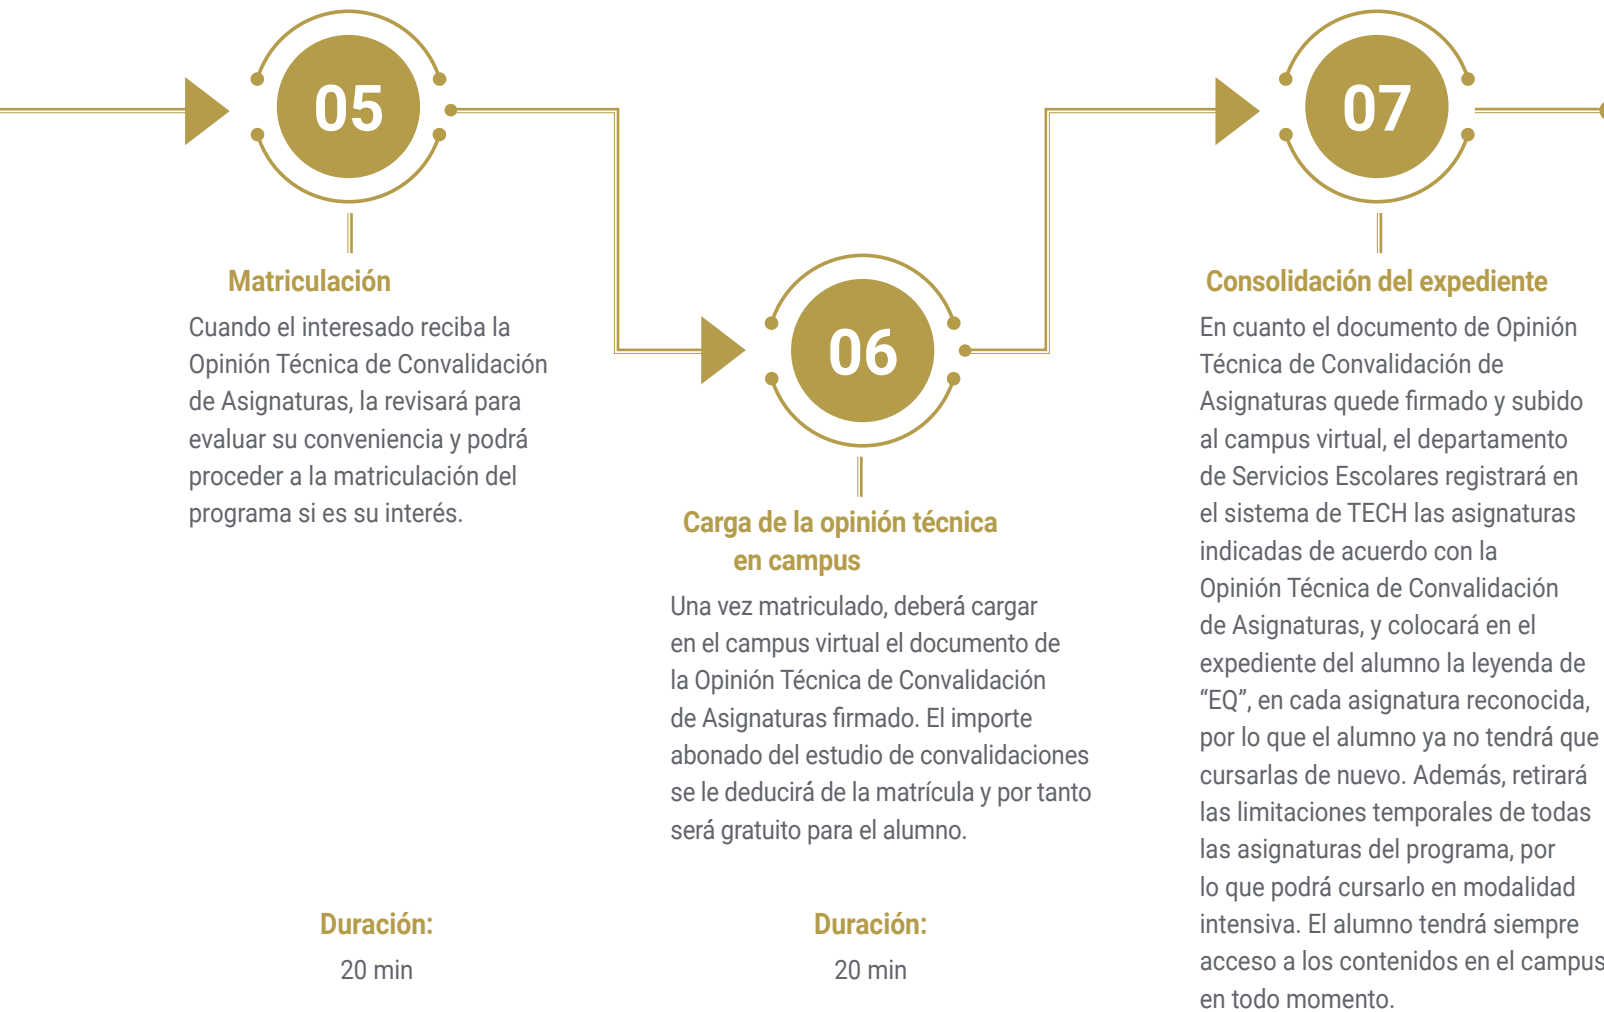 05
Matriculación
Cuando el interesado reciba la
Opinión Técnica de Convalidación
de Asignaturas, la revisará para
evaluar su conveniencia y podrá
proceder a la matriculación del
programa si es su interés.
Duración:
20 min
06
Carga de la opinión técnica
en campus
Una vez matriculado, deberá cargar
en el campus virtual el documento de
la Opinión Técnica de Convalidación
de Asignaturas firmado. El importe
abonado del estudio de convalidaciones
se le deducirá de la matrícula y por tanto
será gratuito para el alumno.
Duración:
20 min
07
Consolidación del expediente
En cuanto el documento de Opinión
Técnica de Convalidación de
Asignaturas quede firmado y subido
al campus virtual, el departamento
de Servicios Escolares registrará en
el sistema de TECH las asignaturas
indicadas de acuerdo con la
Opinión Técnica de Convalidación
de Asignaturas, y colocará en el
expediente del alumno la leyenda de
“EQ”, en cada asignatura reconocida,
por lo que el alumno ya no tendrá que
cursarlas de nuevo. Además, retirará
las limitaciones temporales de todas
las asignaturas del programa, por
lo que podrá cursarlo en modalidad
intensiva. El alumno tendrá siempre
acceso a los contenidos en el campus
en todo momento.